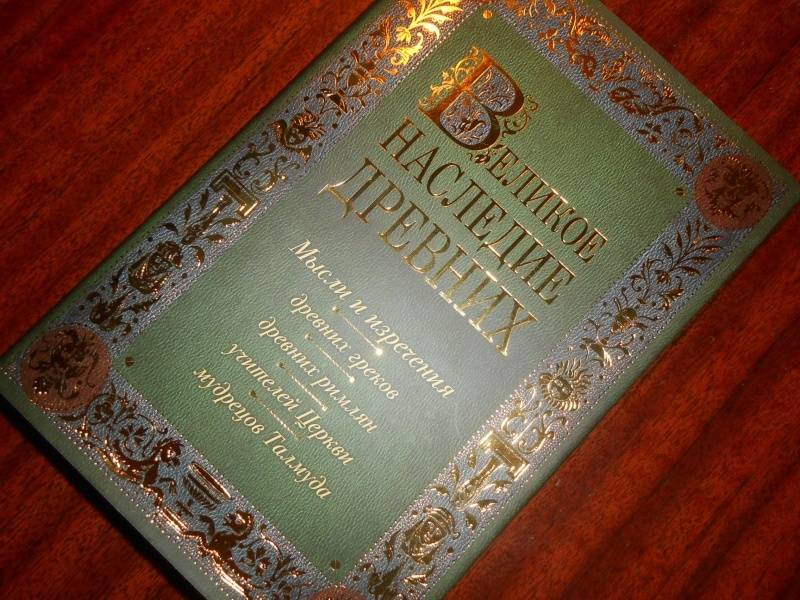 ВЕЛИКОЕ
НАСЛЕДИЕ
ДРЕВНИХ
Мысли и изречения
древних греков
древних римлян
учителей Церкви
мудрецов Талмуда